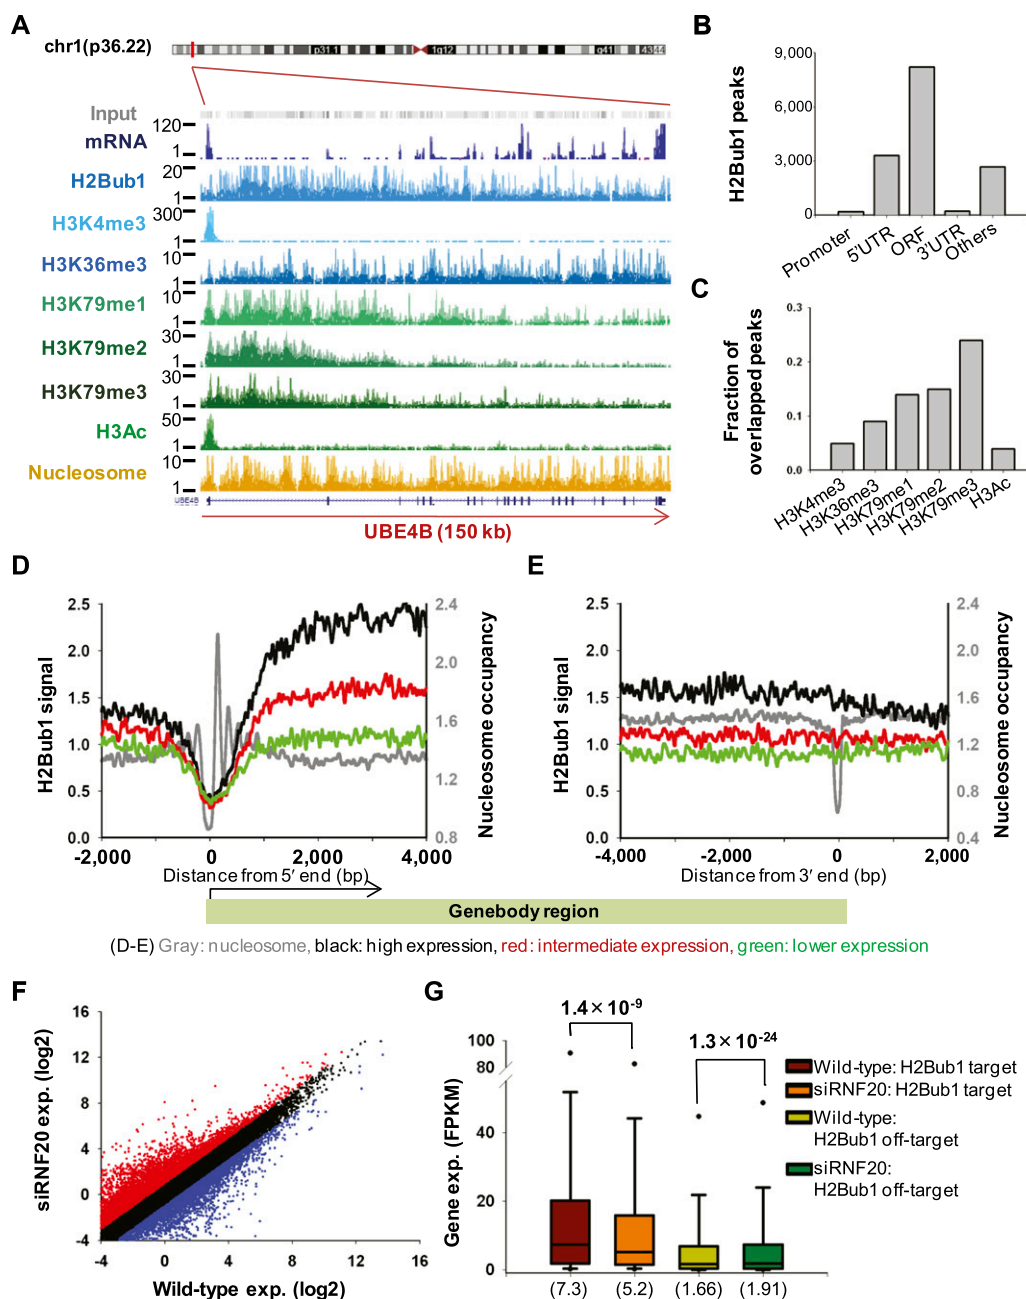 A
chr1(p36.22)
p31.1
1q12
q41
4344
Input
mRNA
120
1
H2Bub1
20
1
H3K4me3
300
1
H3K36me3
10
1
H3K79me1
10
1
H3K79me2
30
1
H3K79me3
30
1
H3Ac
50
1
Nucleosome
10
1
UBE4B
UBE4B (150 kb)
B
H2Bub1 peaks
9,000
6,000
3,000
0
Promoter
5'UTR
ORF
3'UTR
Others
C
Fraction of
overlapped peaks
0.3
0.2
0.1
0.0
H3K4me3
H3K36me3
H3K79me1
H3K79me2
H3K79me3
H3Ac
D
H2Bub1 signal
2.5
2.0
1.5
1.0
0.5
0.0
2.4
2.0
1.6
1.2
0.8
Nucleosome occupancy
-2,000
0
2,000
4,000
Distance from 5' end (bp)
E
H2Bub1 signal
2.5
2.0
1.5
1.0
0.5
0.0
2.4
2.0
1.6
1.2
0.8
0.4
Nucleosome occupancy
-4,000
-2,000
0
2,000
Distance from 3' end (bp)
Genebody region
(D-E) Gray: nucleosome, black: high expression, red: intermediate expression, green: lower expression
F
siRNF20 exp. (log2)
16
12
8
4
0
-4
-4
0
4
8
12
16
Wild-type exp. (log2)
G
Gene exp. (FPKM)
100
80
40
20
0
1.4×10-9
1.3×10-24
(7.3)
(5.2)
(1.66)
(1.91)
Wild-type: H2Bub1 target
siRNF20: H2Bub1 target
Wild-type:
H2Bub1 off-target
siRNF20:
H2Bub1 off-target